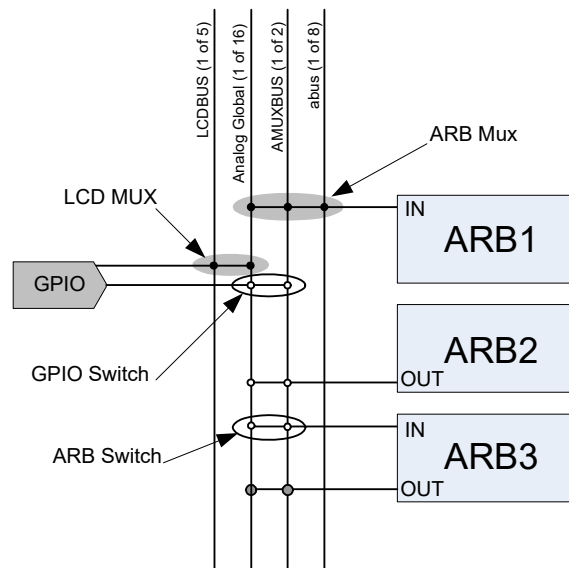 LCDBUS (1 of 5)
Analog Global (1 of 16)
AMUXBUS (1 of 2)
abus (1 of 8)
ARB Mux
LCD MUX
IN
ARB1
GPIO
ARB2
GPIO Switch
OUT
IN
ARB Switch
ARB3
OUT